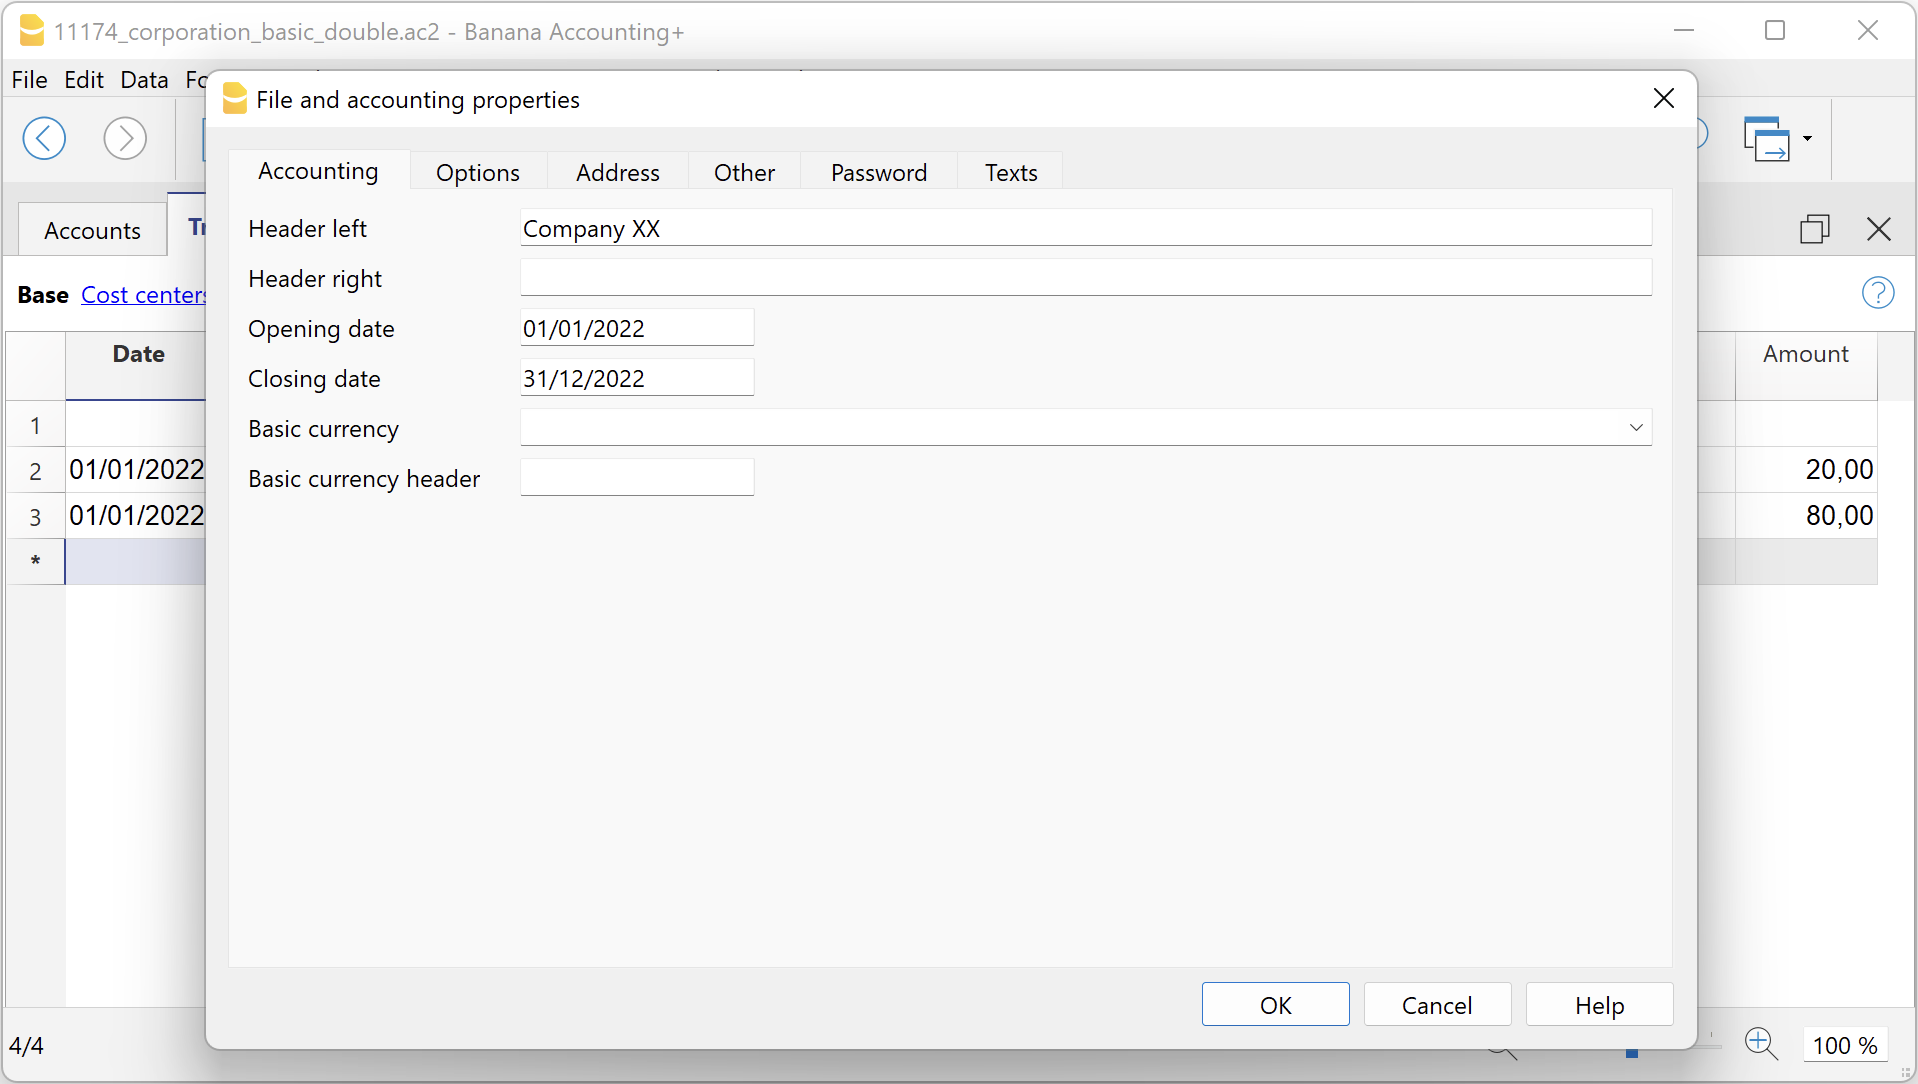 11174_corporation_basic_double.ac2 - Banana Accounting+
File Edit Data
File and accounting properties
Accounting Options Address Other Password Texts
Accounts
Header left Company XX
Header right
Base Cost centers
?
Opening date 01/01/2022
Date Amount
Closing date 31/12/2022
1
Basic currency
2 01/01/2022 20,00
Basic currency header
3 01/01/2022 80,00
*
OK Cancel Help
4/4 100 %